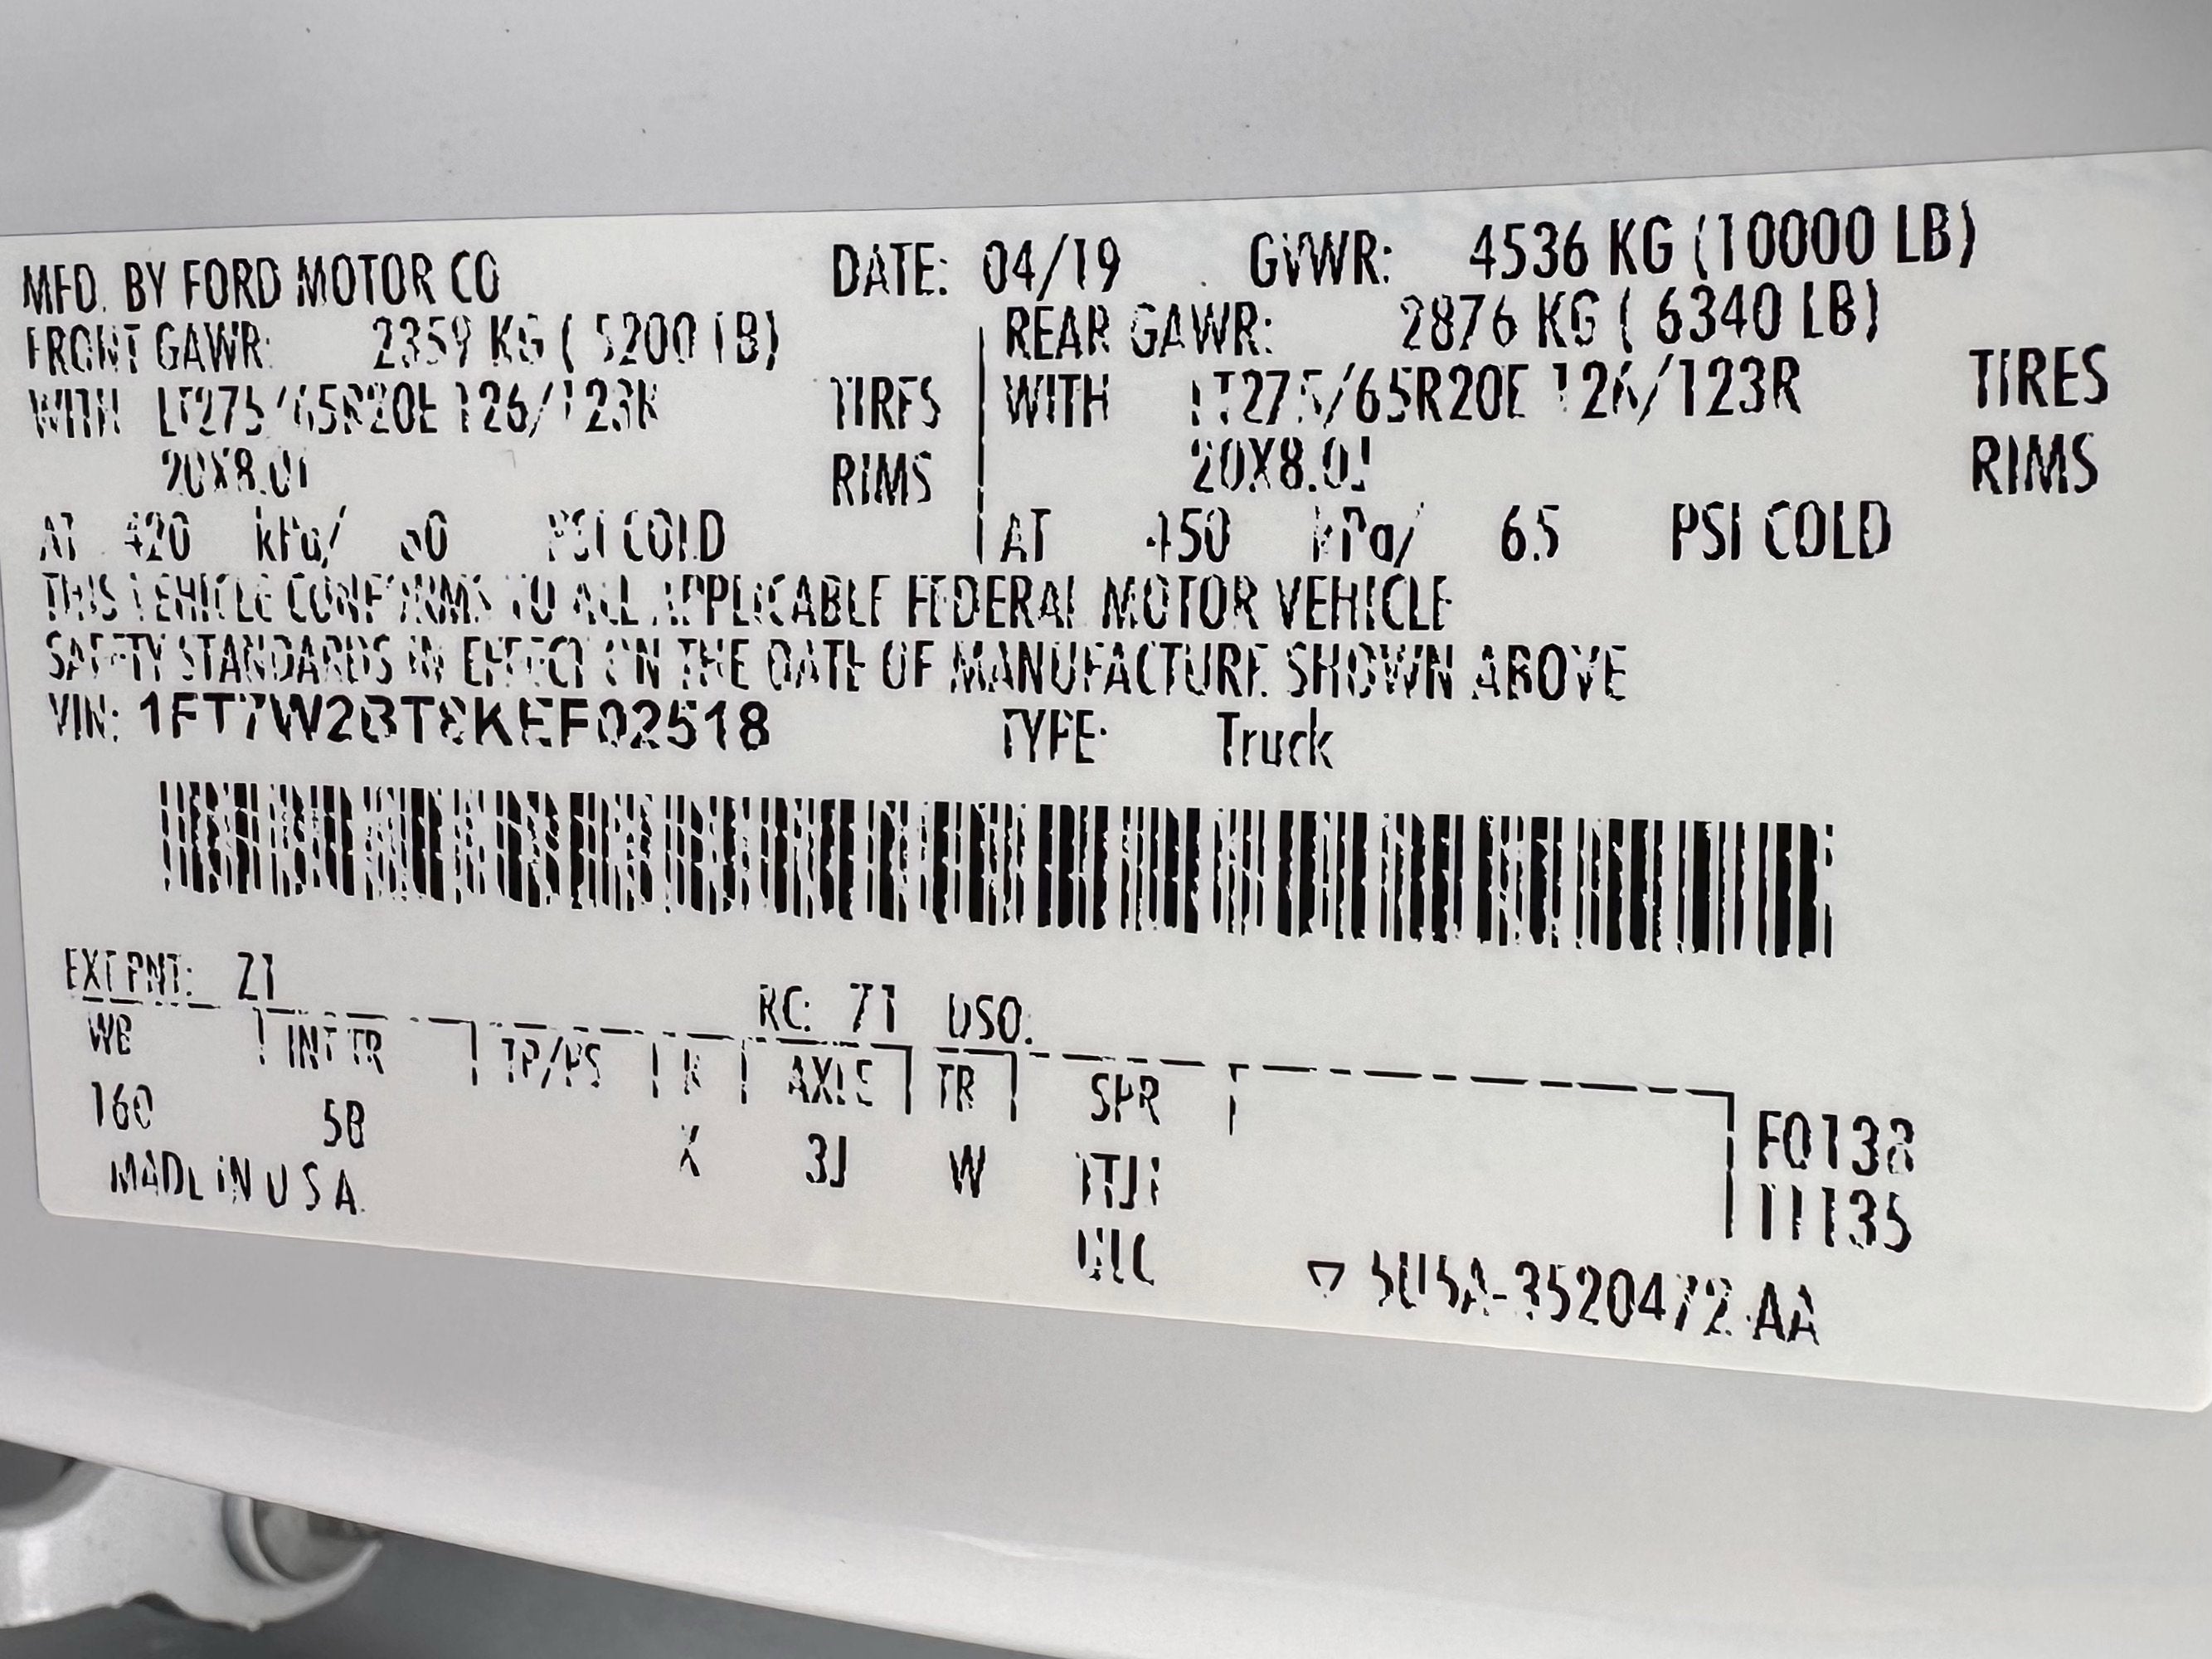 MFD. BY FORD MOTOR CO DATE: 04/19 GVWR: 4536 KG (10000 LB)
FRONT GAWR: 2359 KG ( 5200 LB) REAR GAWR: 2876 KG ( 6340 LB)
WITH LT275/65R20E 126/123R TIRES WITH LT275/65R20E 126/123R TIRES
20X8.0J RIMS 20X8.0J RIMS
AT 420 kPa/ 60 PSI COLD AT 450 kPa/ 65 PSI COLD
THIS VEHICLE CONFORMS TO ALL APPLICABLE FEDERAL MOTOR VEHICLE
SAFETY STANDARDS IN EFFECT ON THE DATE OF MANUFACTURE SHOWN ABOVE
VIN: 1FT7W2BT8KEF02518 TYPE: Truck
EXT PNT: Z1 RC: 71 DSO:
WB INT TR TP/PS R AXLE TR SPR
160 5B X 3J W F0138
MADE IN U S A 11135
3520472-AA